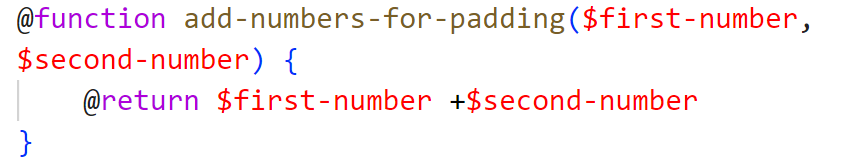 @function add-numbers-for-padding($first-number,
$second-number) {
@return $first-number +$second-number
}